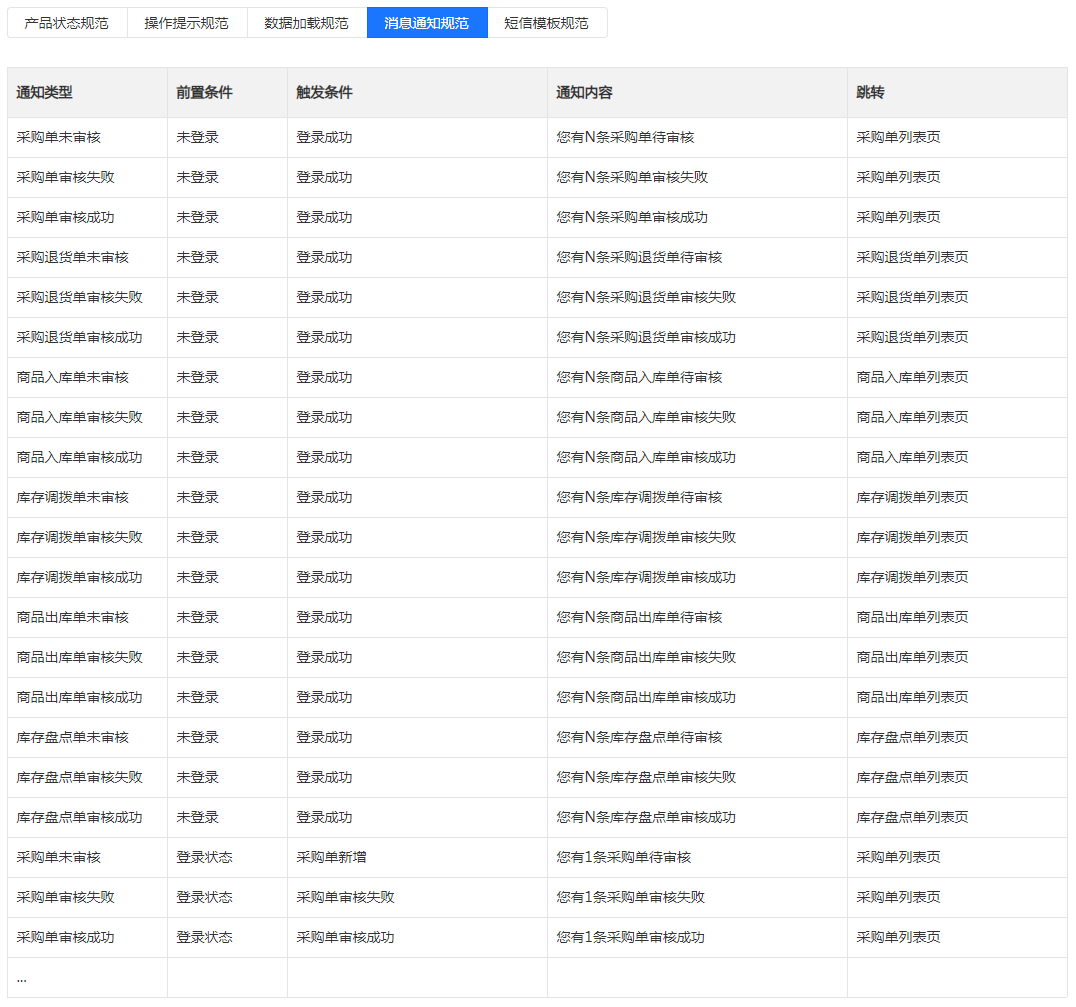 产品状态规范 操作提示规范 数据加载规范 消息通知规范 短信模板规范
通知类型 前置条件 触发条件 通知内容 跳转
采购单未审核 未登录 登录成功 您有N条采购单待审核 采购单列表页
采购单审核失败 未登录 登录成功 您有N条采购单审核失败 采购单列表页
采购单审核成功 未登录 登录成功 您有N条采购单审核成功 采购单列表页
采购退货单未审核 未登录 登录成功 您有N条采购退货单待审核 采购退货单列表页
采购退货单审核失败 未登录 登录成功 您有N条采购退货单审核失败 采购退货单列表页
采购退货单审核成功 未登录 登录成功 您有N条采购退货单审核成功 采购退货单列表页
商品入库单未审核 未登录 登录成功 您有N条商品入库单待审核 商品入库单列表页
商品入库单审核失败 未登录 登录成功 您有N条商品入库单审核失败 商品入库单列表页
商品入库单审核成功 未登录 登录成功 您有N条商品入库单审核成功 商品入库单列表页
库存调拨单未审核 未登录 登录成功 您有N条库存调拨单待审核 库存调拨单列表页
库存调拨单审核失败 未登录 登录成功 您有N条库存调拨单审核失败 库存调拨单列表页
库存调拨单审核成功 未登录 登录成功 您有N条库存调拨单审核成功 库存调拨单列表页
商品出库单未审核 未登录 登录成功 您有N条商品出库单待审核 商品出库单列表页
商品出库单审核失败 未登录 登录成功 您有N条商品出库单审核失败 商品出库单列表页
商品出库单审核成功 未登录 登录成功 您有N条商品出库单审核成功 商品出库单列表页
库存盘点单未审核 未登录 登录成功 您有N条库存盘点单待审核 库存盘点单列表页
库存盘点单审核失败 未登录 登录成功 您有N条库存盘点单审核失败 库存盘点单列表页
库存盘点单审核成功 未登录 登录成功 您有N条库存盘点单审核成功 库存盘点单列表页
采购单未审核 登录状态 采购单新增 您有1条采购单待审核 采购单列表页
采购单审核失败 登录状态 采购单审核失败 您有1条采购单审核失败 采购单列表页
采购单审核成功 登录状态 采购单审核成功 您有1条采购单审核成功 采购单列表页
...